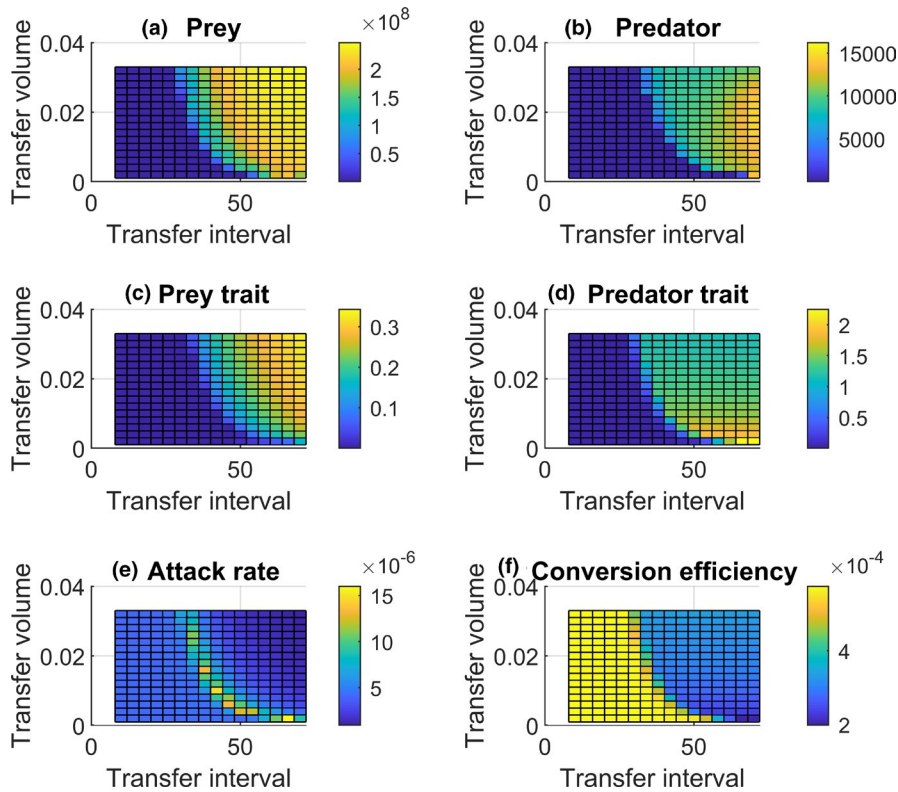 (a) Prey
×10^8
Transfer volume
0.04
0.02
0
0
50
Transfer interval
2
1.5
1
0.5
(b) Predator
Transfer volume
0.04
0.02
0
0
50
Transfer interval
15000
10000
5000
(c) Prey trait
Transfer volume
0.04
0.02
0
0
50
Transfer interval
0.3
0.2
0.1
(d) Predator trait
Transfer volume
0.04
0.02
0
0
50
Transfer interval
2
1.5
1
0.5
(e) Attack rate
×10^-6
Transfer volume
0.04
0.02
0
0
50
Transfer interval
15
10
5
(f) Conversion efficiency
×10^-4
Transfer volume
0.04
0.02
0
0
50
Transfer interval
4
2